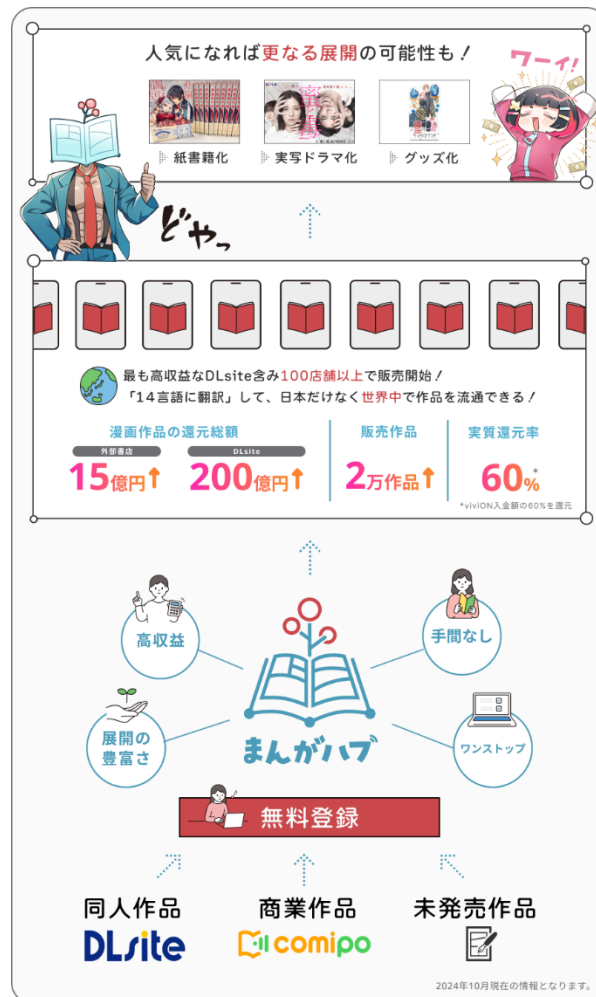 人気になれば更なる展開の可能性も！
ワーイ！
蜜毒
紙書籍化
実写ドラマ化
グッズ化
どやっ
最も高収益なDLsite含み100店舗以上で販売開始！
「14言語に翻訳」して、日本だけなく世界中で作品を流通できる！
漫画作品の還元総額
販売作品
実質還元率
外部書店
DLsite
15億円↑
200億円↑
2万作品↑
60%*
*viviON入金額の60%を還元
高収益
手間なし
展開の
豊富さ
ワンストップ
まんがハブ
無料登録
同人作品
商業作品
未発売作品
DLsite
comipo
2024年10月現在の情報となります。